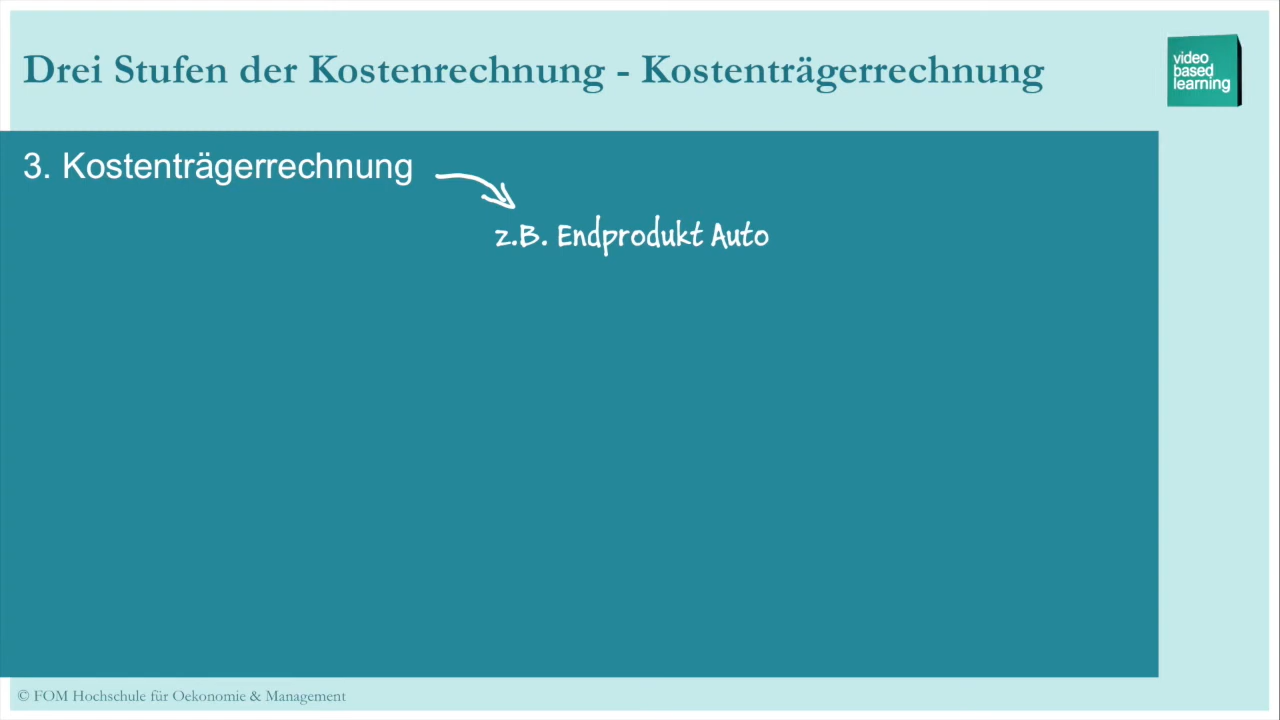 Drei Stufen der Kostenrechnung - Kostenträgerrechnung
video
based
learning
3. Kostenträgerrechnung
z.B. Endprodukt Auto
© FOM Hochschule für Oekonomie & Management